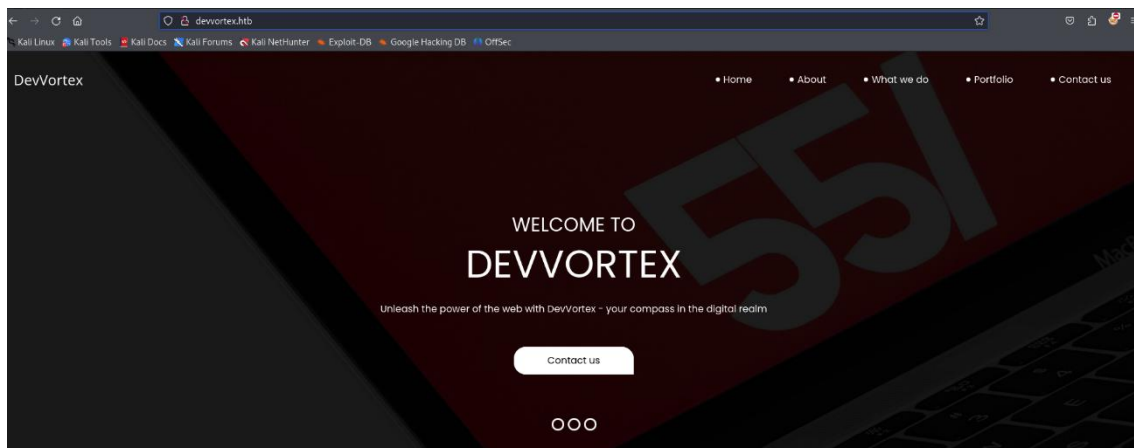 devvortex.htb
Kali Linux Kali Tools Kali Docs Kali Forums Kali NetHunter Exploit-DB Google Hacking DB OffSec
DevVortex
Home About What we do Portfolio Contact us
55/
WELCOME TO
DEVVORTEX
Unleash the power of the web with DevVortex - your compass in the digital realm
Contact us